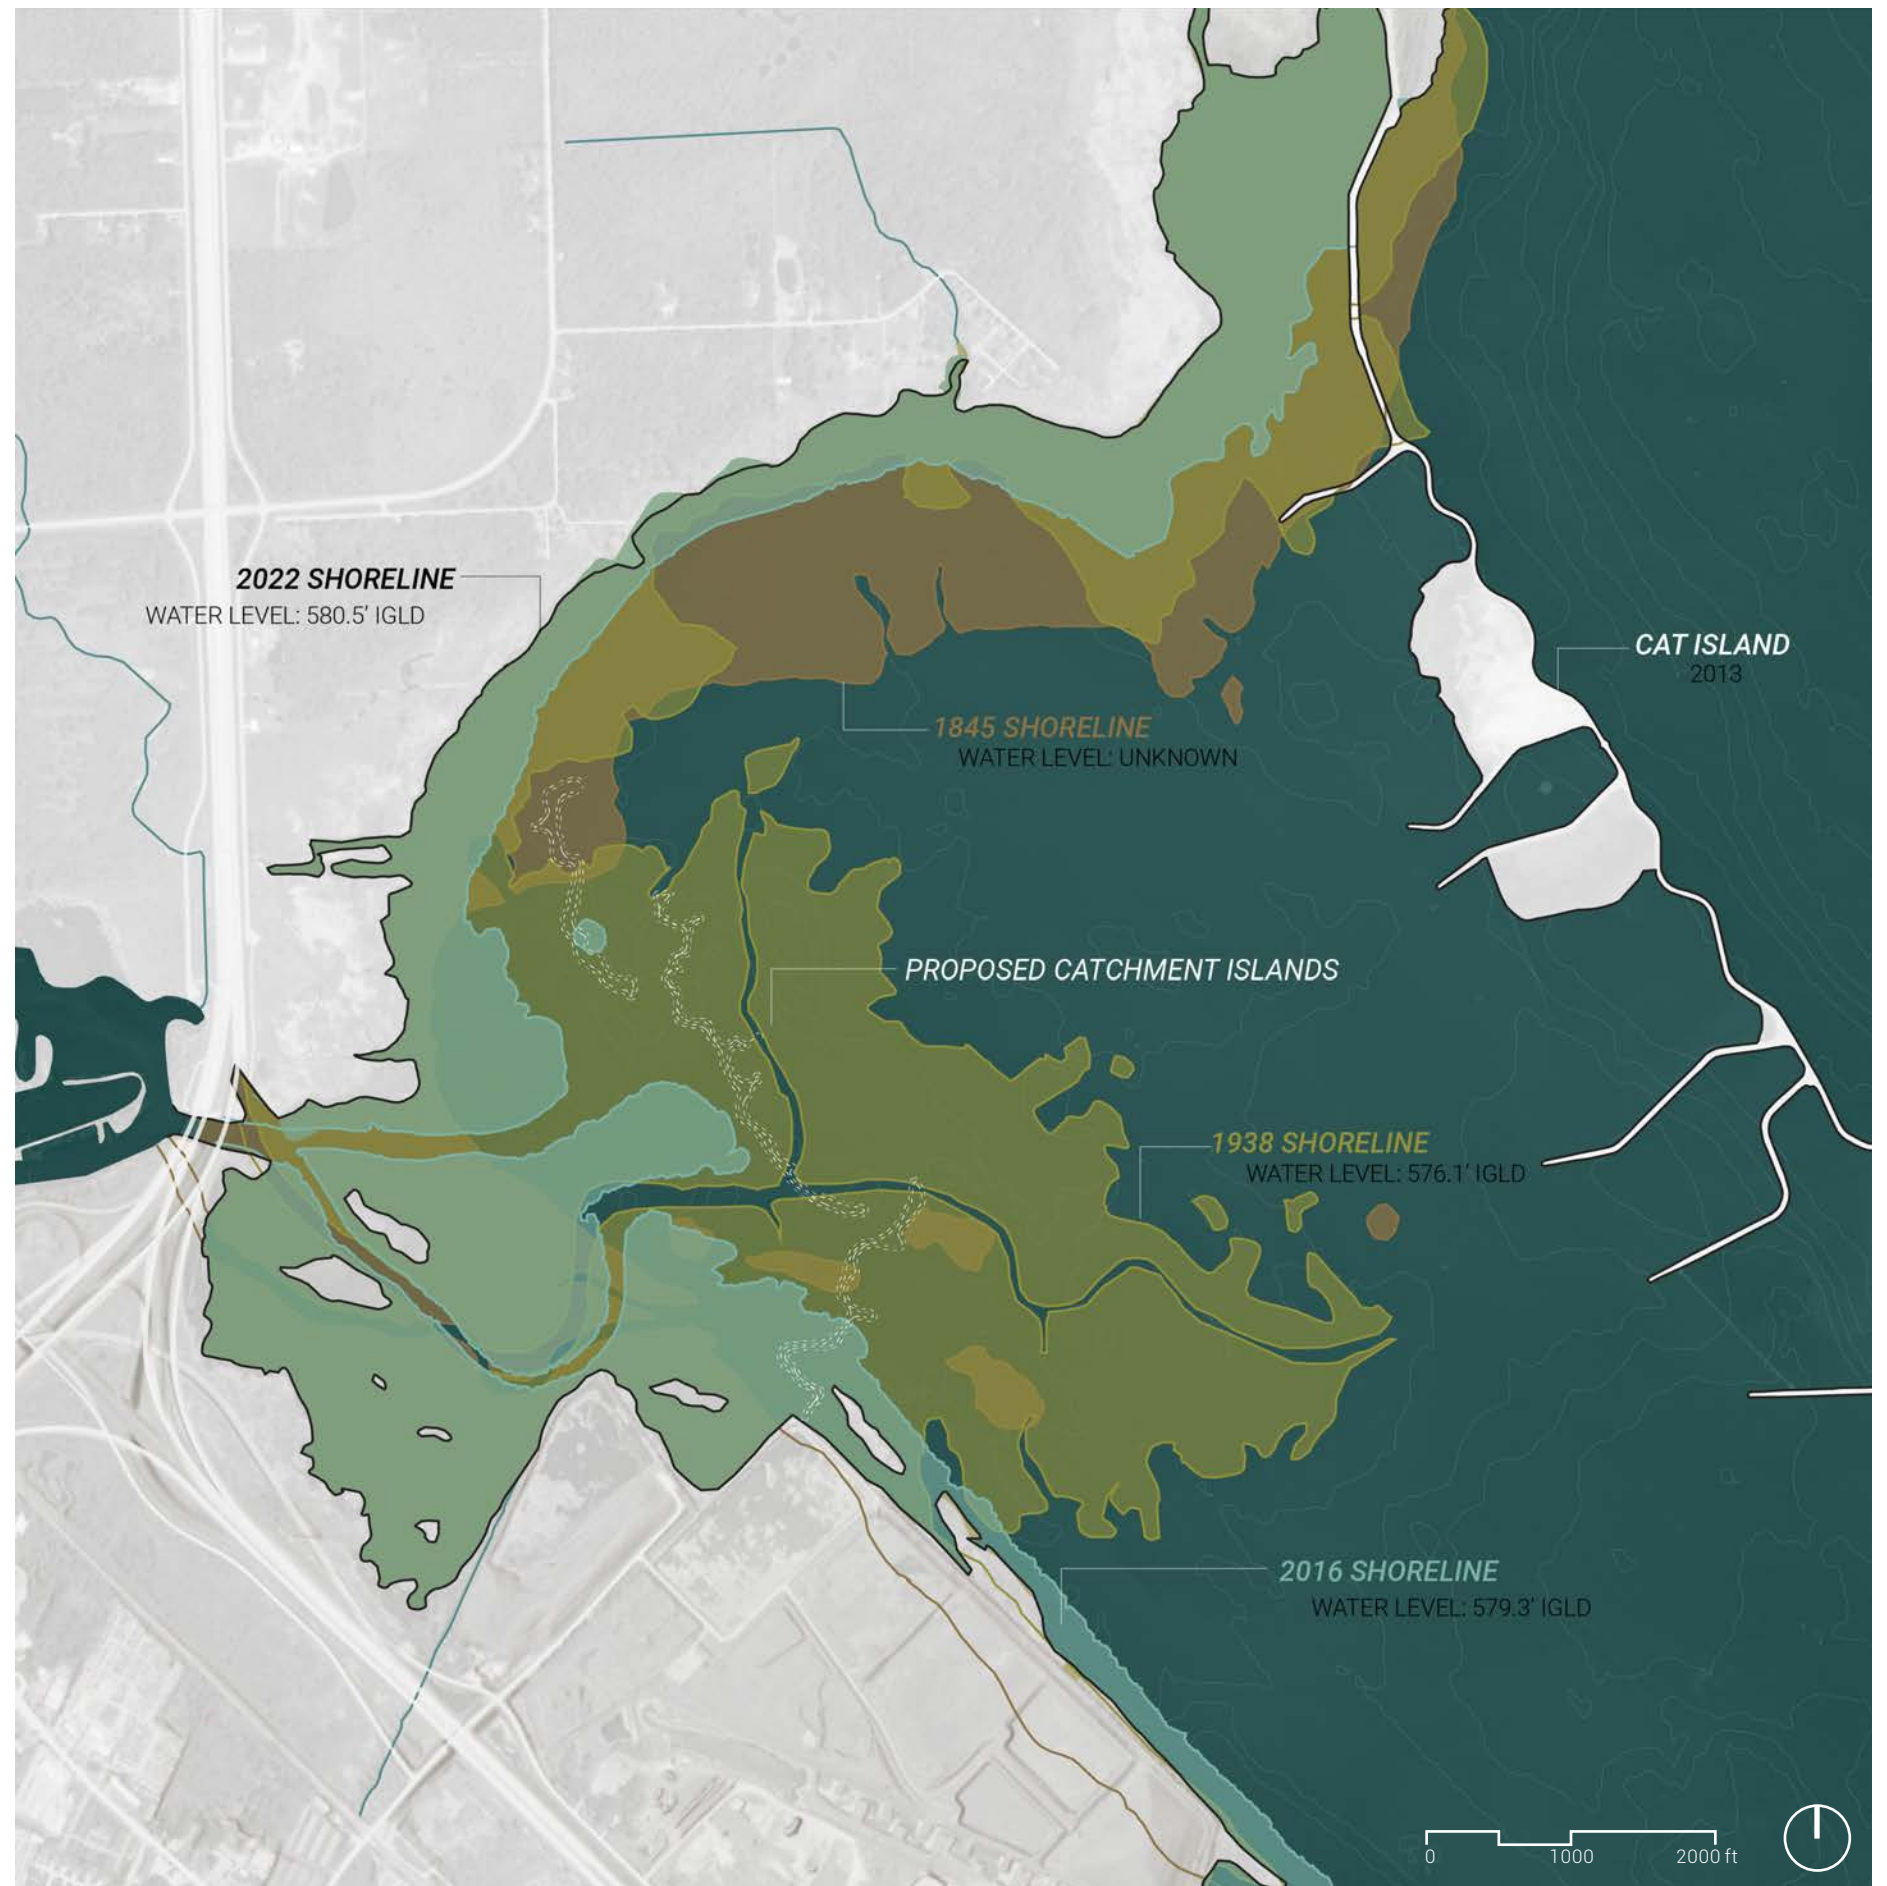 2022 SHORELINE
WATER LEVEL: 580.5' IGLD
CAT ISLAND
2013
1845 SHORELINE
WATER LEVEL: UNKNOWN
PROPOSED CATCHMENT ISLANDS
1938 SHORELINE
WATER LEVEL: 576.1' IGLD
2016 SHORELINE
WATER LEVEL: 579.3' IGLD
0 1000 2000 ft